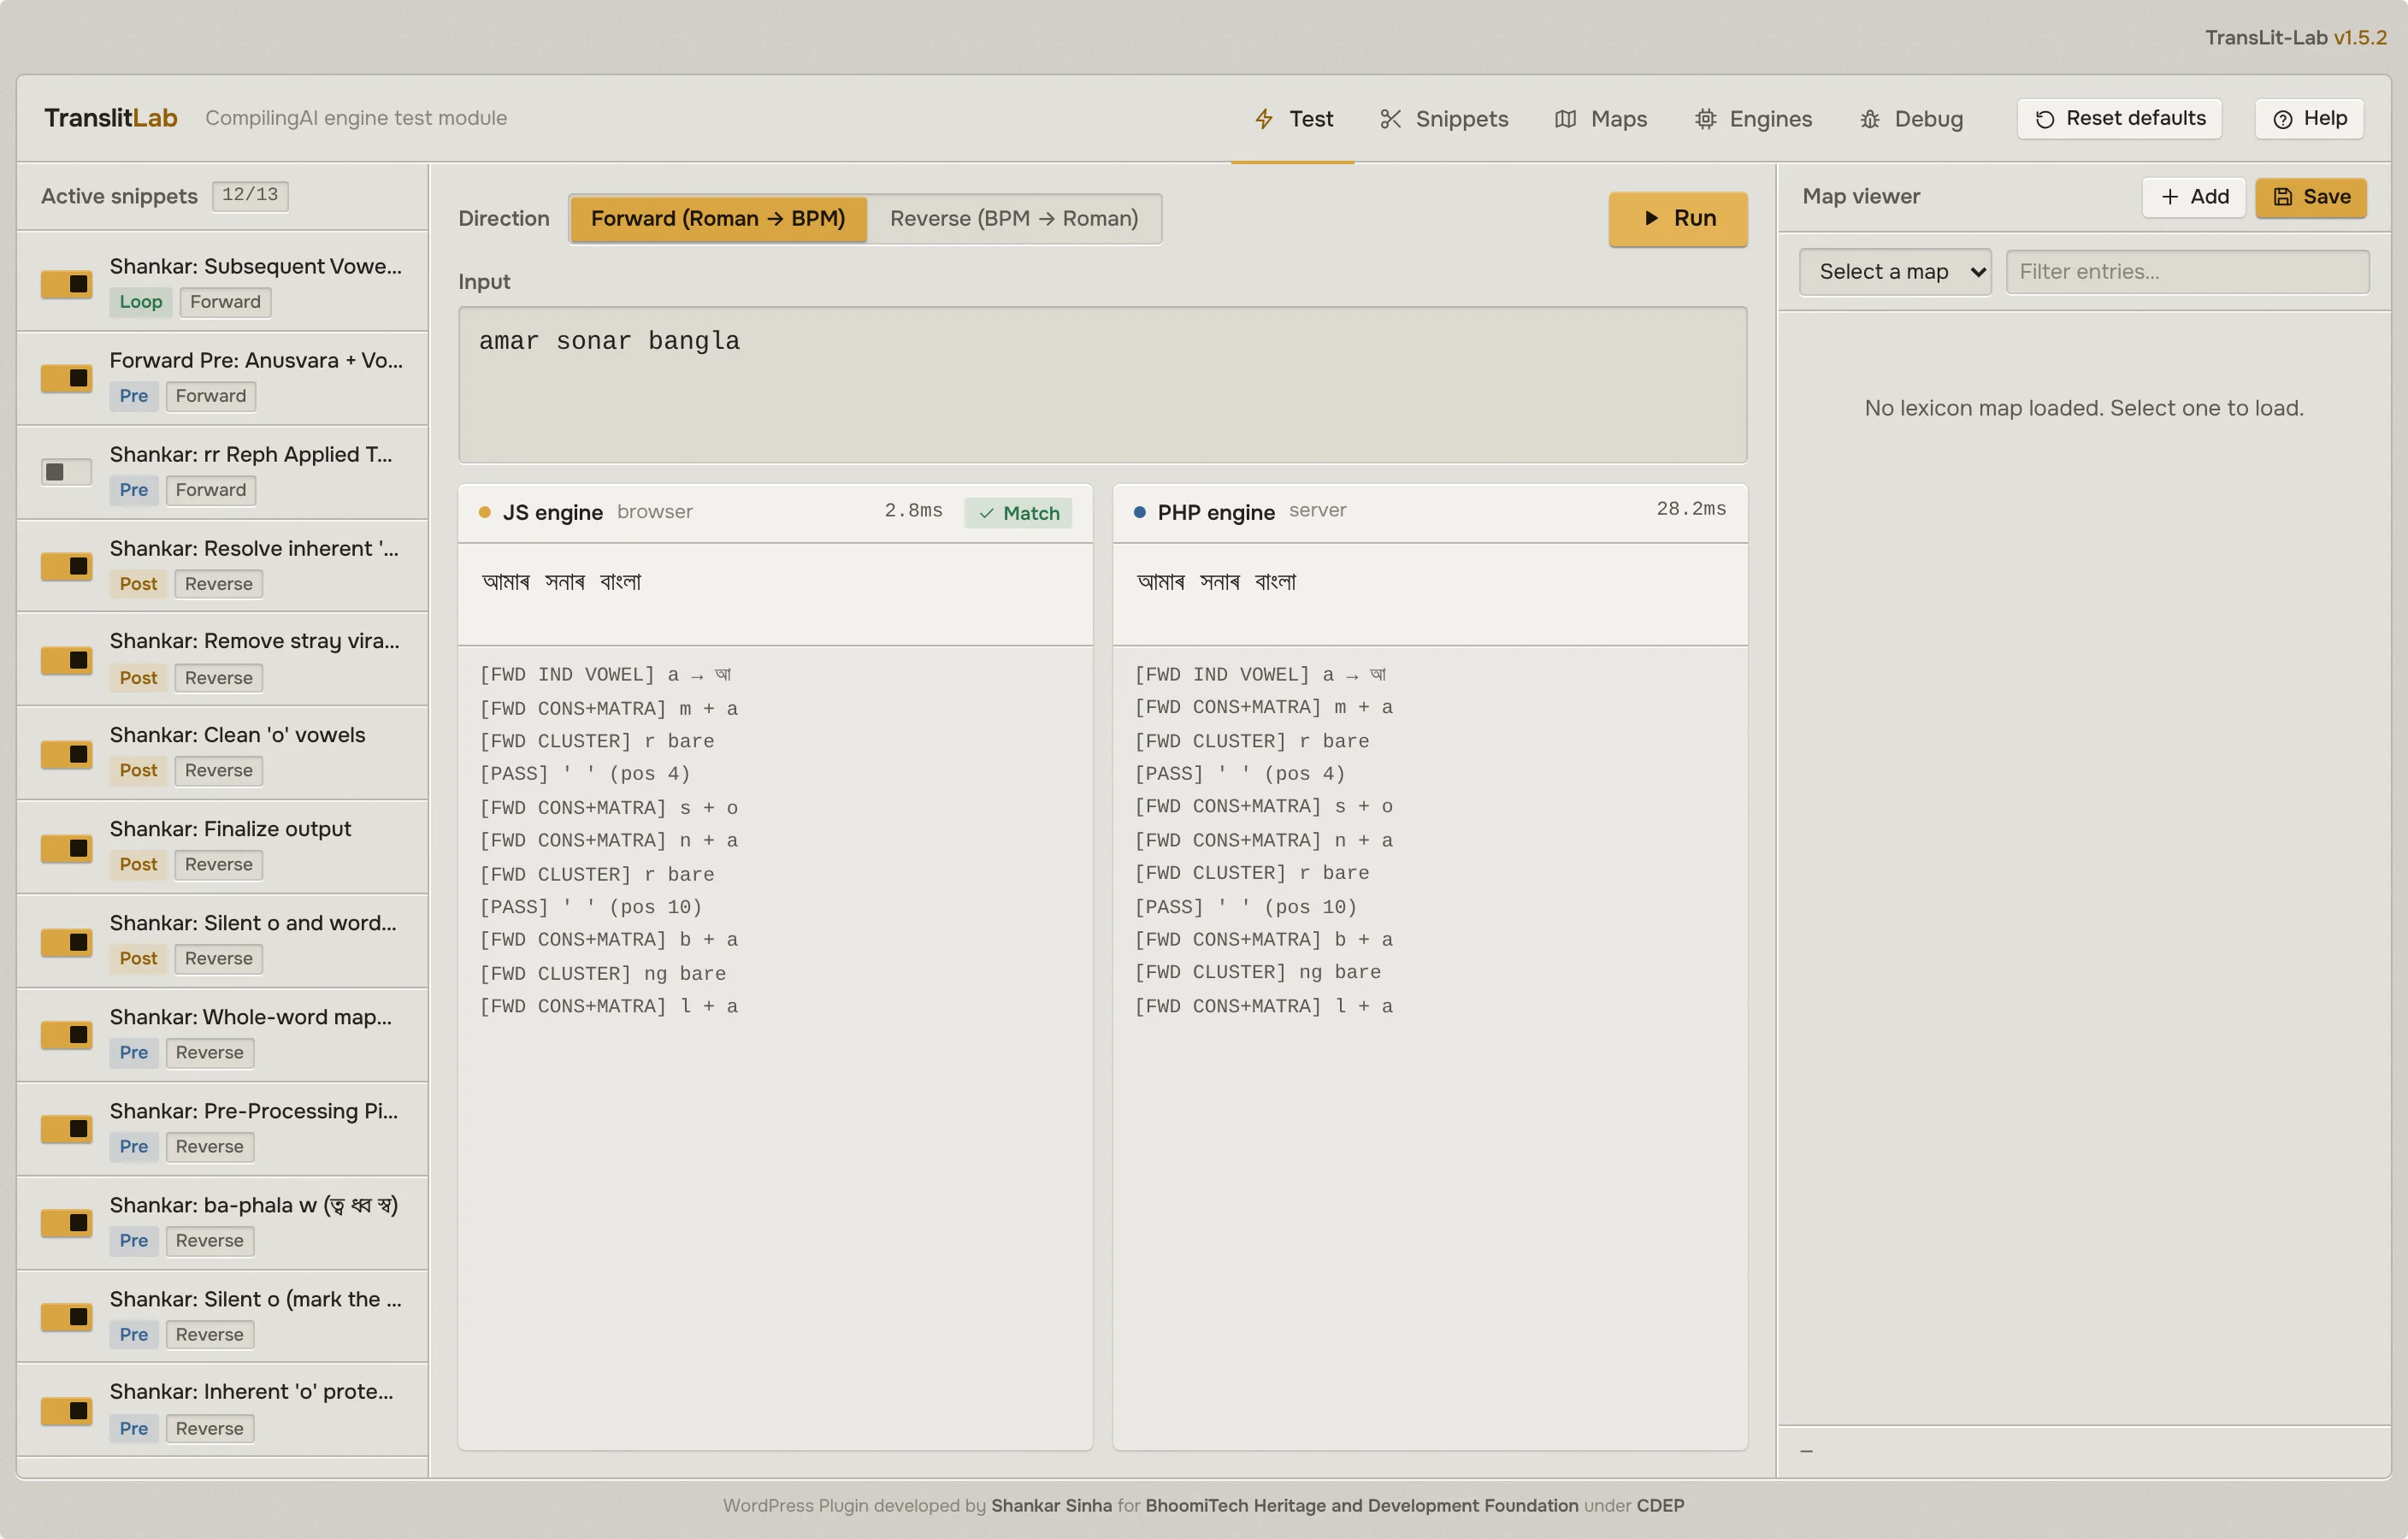 TransLit-Lab v1.5.2
TranslitLab CompilingAI engine test module
Test Snippets Maps Engines Debug Reset defaults Help
Active snippets 12/13
Shankar: Subsequent Vowe...
Loop Forward
Forward Pre: Anusvara + Vo...
Pre Forward
Shankar: rr Reph Applied T...
Pre Forward
Shankar: Resolve inherent '...
Post Reverse
Shankar: Remove stray vira...
Post Reverse
Shankar: Clean 'o' vowels
Post Reverse
Shankar: Finalize output
Post Reverse
Shankar: Silent o and word...
Post Reverse
Shankar: Whole-word map...
Pre Reverse
Shankar: Pre-Processing Pi...
Pre Reverse
Shankar: ba-phala w (ত্ব ধ্ব স্ব)
Pre Reverse
Shankar: Silent o (mark the ...
Pre Reverse
Shankar: Inherent 'o' prote...
Pre Reverse
Direction Forward (Roman → BPM) Reverse (BPM → Roman) Run
Input
amar sonar bangla
JS engine browser 2.8ms ✓ Match
আমাৰ সনাৰ বাংলা
[FWD IND VOWEL] a → আ
[FWD CONS+MATRA] m + a
[FWD CLUSTER] r bare
[PASS] ' ' (pos 4)
[FWD CONS+MATRA] s + o
[FWD CONS+MATRA] n + a
[FWD CLUSTER] r bare
[PASS] ' ' (pos 10)
[FWD CONS+MATRA] b + a
[FWD CLUSTER] ng bare
[FWD CONS+MATRA] l + a
PHP engine server 28.2ms
আমাৰ সনাৰ বাংলা
[FWD IND VOWEL] a → আ
[FWD CONS+MATRA] m + a
[FWD CLUSTER] r bare
[PASS] ' ' (pos 4)
[FWD CONS+MATRA] s + o
[FWD CONS+MATRA] n + a
[FWD CLUSTER] r bare
[PASS] ' ' (pos 10)
[FWD CONS+MATRA] b + a
[FWD CLUSTER] ng bare
[FWD CONS+MATRA] l + a
Map viewer + Add Save
Select a map Filter entries...
No lexicon map loaded. Select one to load.
–
WordPress Plugin developed by Shankar Sinha for BhoomiTech Heritage and Development Foundation under CDEP